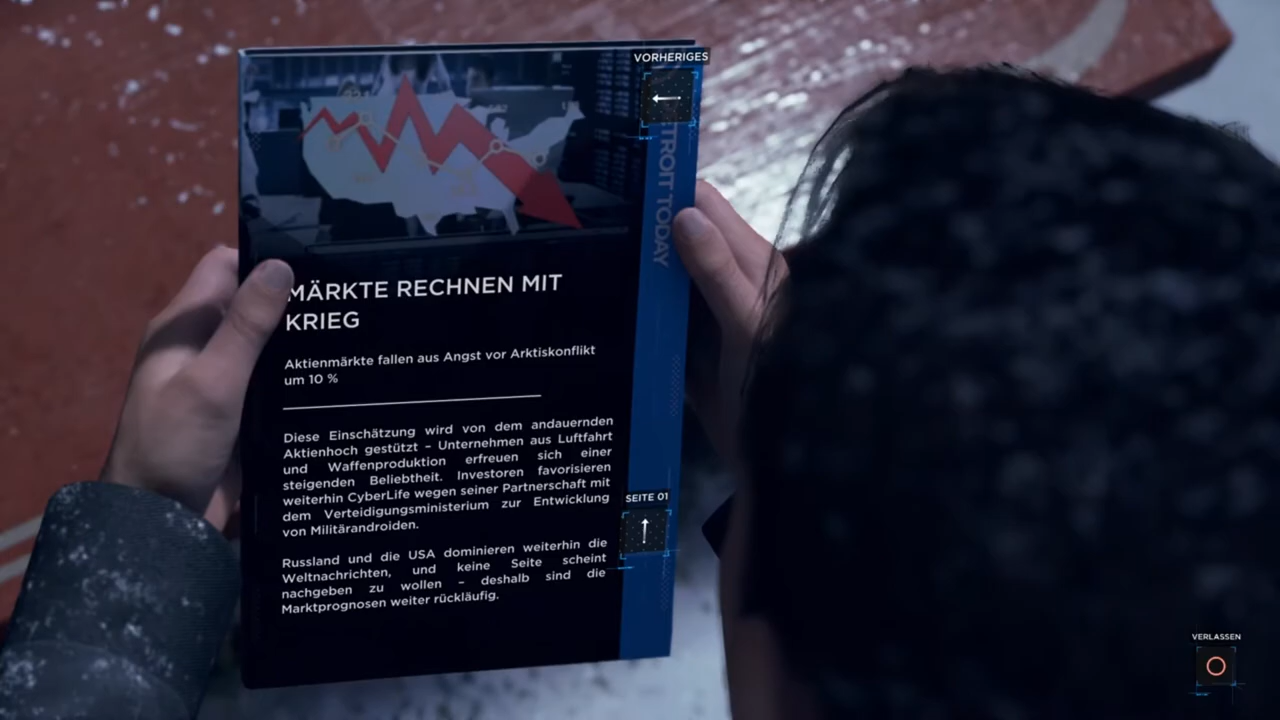 VORHERIGES
TROIT TODAY
MÄRKTE RECHNEN MIT
KRIEG
Aktienmärkte fallen aus Angst vor Arktiskonflikt
um 10 %
Diese Einschätzung wird von dem andauernden
Aktienhoch gestützt – Unternehmen aus Luftfahrt
und Waffenproduktion erfreuen sich einer
steigenden Beliebtheit. Investoren favorisieren
weiterhin CyberLife wegen seiner Partnerschaft mit
dem Verteidigungsministerium zur Entwicklung
von Militärandroiden.
SEITE 01
Russland und die USA dominieren weiterhin die
Weltnachrichten, und keine Seite scheint
nachgeben zu wollen – deshalb sind die
Marktprognosen weiter rückläufig.
VERLASSEN